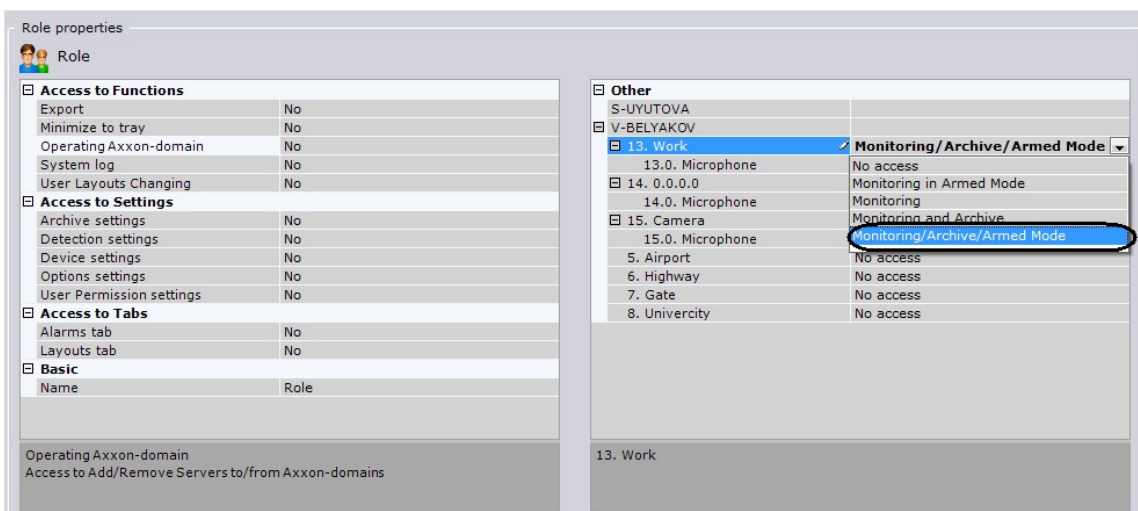 Role properties
Role
Access to Functions
Export No
Minimize to tray No
Operating Axxon-domain No
System log No
User Layouts Changing No
Access to Settings
Archive settings No
Detection settings No
Device settings No
Options settings No
User Permission settings No
Access to Tabs
Alarms tab No
Layouts tab No
Basic
Name Role
Operating Axxon-domain
Access to Add/Remove Servers to/from Axxon-domains
Other
S-UYUTOVA
V-BELYAKOV
13. Work Monitoring/Archive/Armed Mode
13.0. Microphone No access
14. 0.0.0.0 Monitoring in Armed Mode
14.0. Microphone Monitoring
15. Camera Monitoring and Archive
15.0. Microphone Monitoring/Archive/Armed Mode
5. Airport No access
6. Highway No access
7. Gate No access
8. Univercity No access
13. Work